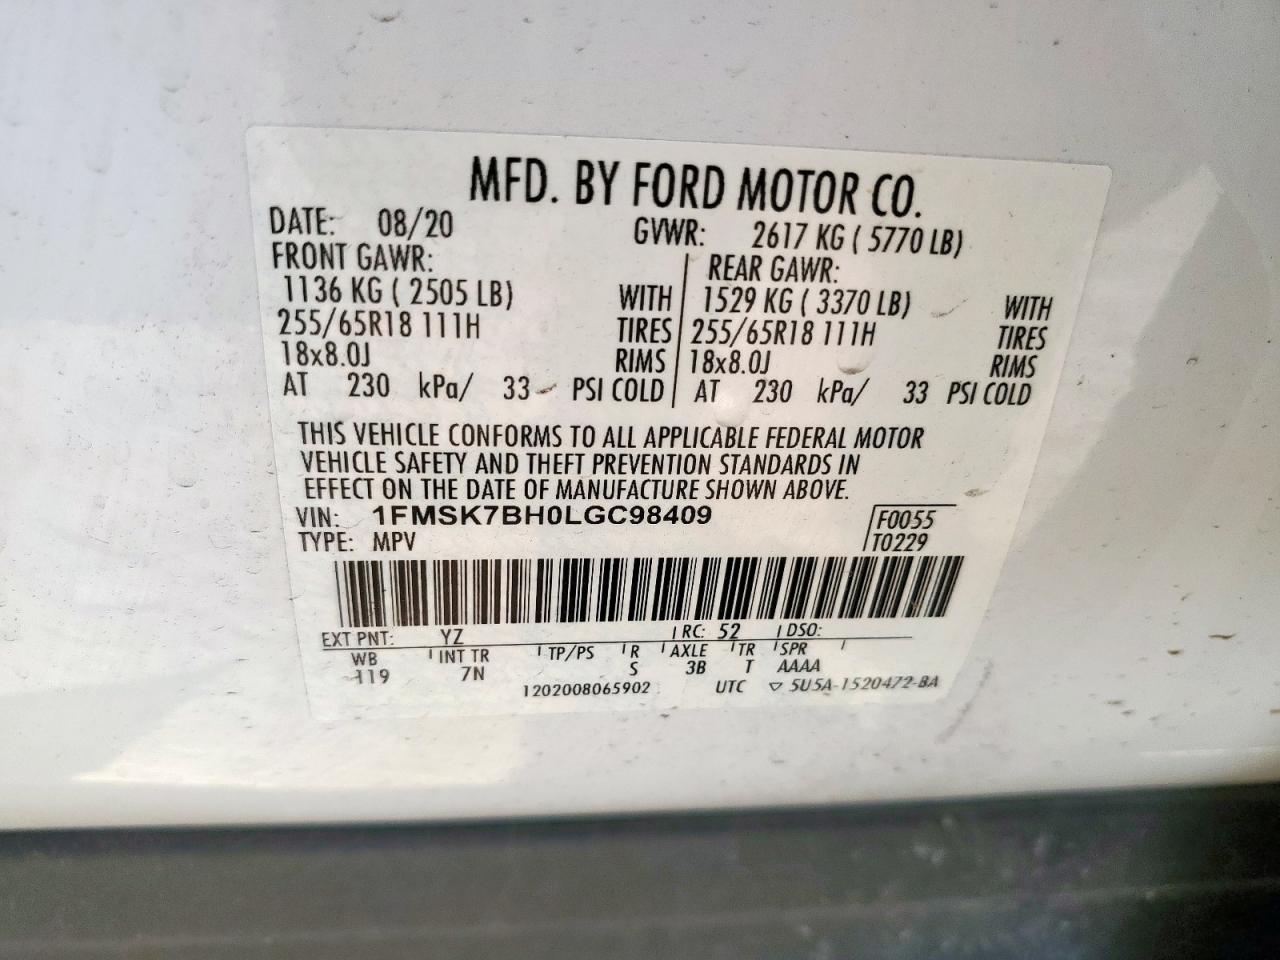 MFD. BY FORD MOTOR CO.
DATE: 08/20 GVWR: 2617 KG ( 5770 LB)
FRONT GAWR: REAR GAWR:
1136 KG ( 2505 LB) WITH 1529 KG ( 3370 LB) WITH
255/65R18 111H TIRES 255/65R18 111H TIRES
18x8.0J RIMS 18x8.0J RIMS
AT 230 kPa/ 33 PSI COLD AT 230 kPa/ 33 PSI COLD
THIS VEHICLE CONFORMS TO ALL APPLICABLE FEDERAL MOTOR
VEHICLE SAFETY AND THEFT PREVENTION STANDARDS IN
EFFECT ON THE DATE OF MANUFACTURE SHOWN ABOVE.
VIN: 1FMSK7BH0LGC98409 F0055
TYPE: MPV T0229
EXT PNT: YZ RC: 52 DSO:
WB INT TR TP/PS R AXLE TR SPR
119 7N S 3B T AAAA
1202008065902 UTC ▽ 5U5A-1520472-BA